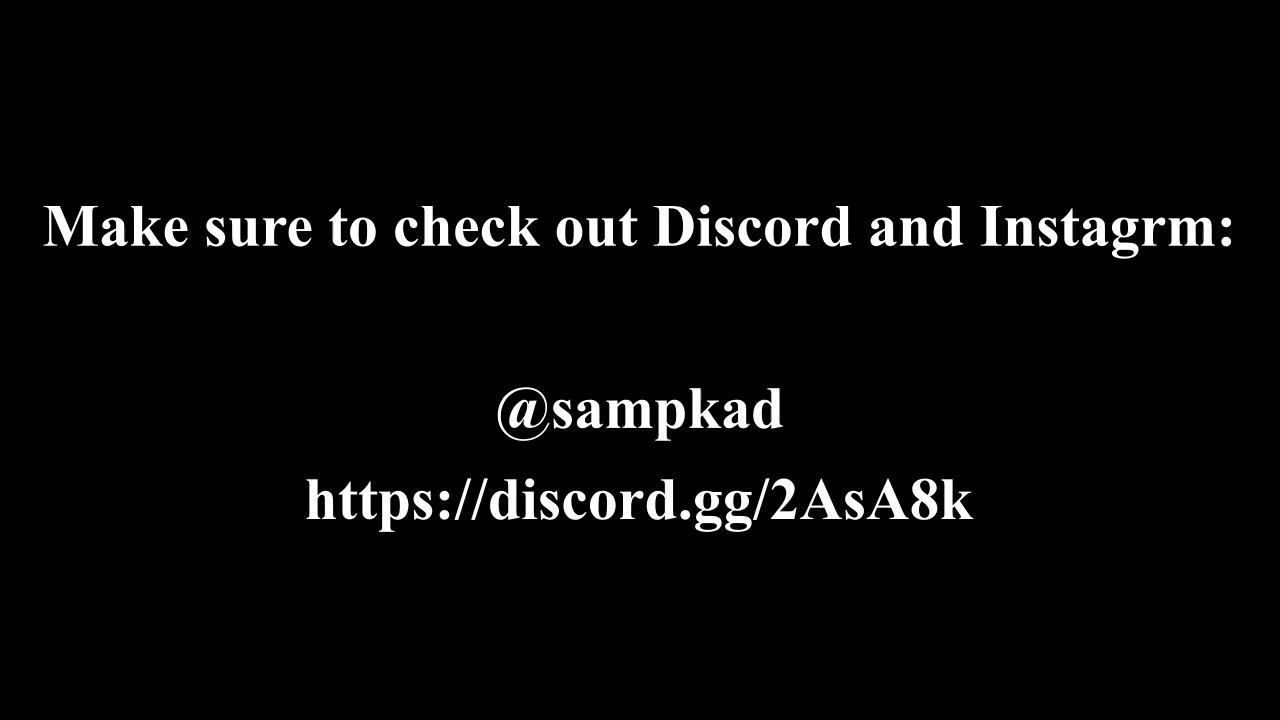 Make sure to check out Discord and Instagrm:
@sampkad
https://discord.gg/2AsA8k